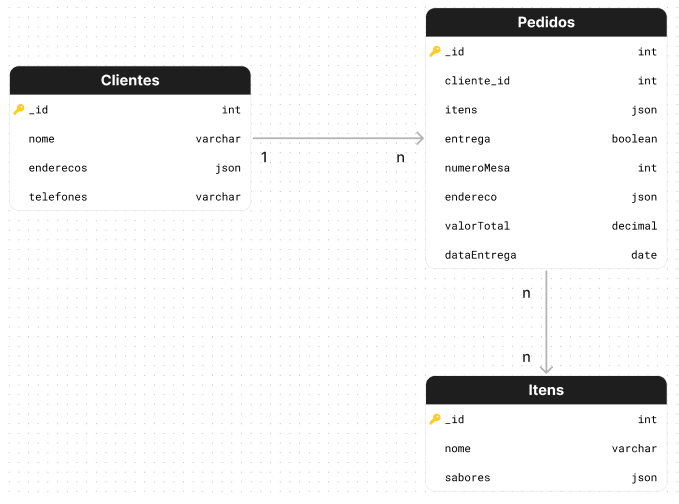 Clientes
_id int
nome varchar
enderecos json
telefones varchar
1 n
Pedidos
_id int
cliente_id int
itens json
entrega boolean
numeroMesa int
endereco json
valorTotal decimal
dataEntrega date
n
n
Itens
_id int
nome varchar
sabores json